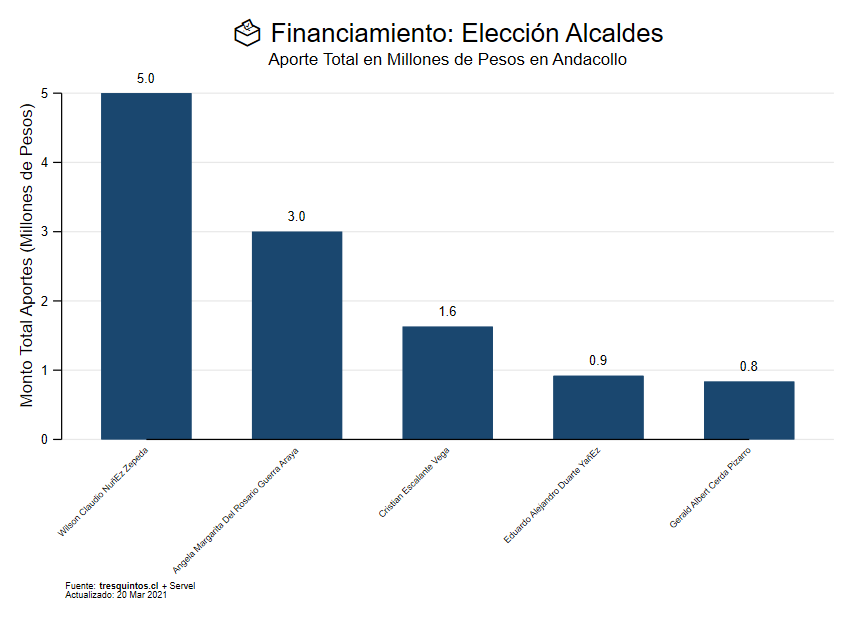 Financiamiento: Elección Alcaldes
Aporte Total en Millones de Pesos en Andacollo
Monto Total Aportes (Millones de Pesos)
5
4
3
2
1
0
5.0
3.0
1.6
0.9
0.8
Wilson Claudio NuñEz Zepeda
Angela Margarita Del Rosario Guerra Araya
Cristian Escalante Vega
Eduardo Alejandro Duarte YañEz
Gerald Albert Cerda Pizarro
Fuente: tresquintos.cl + Servel
Actualizado: 20 Mar 2021